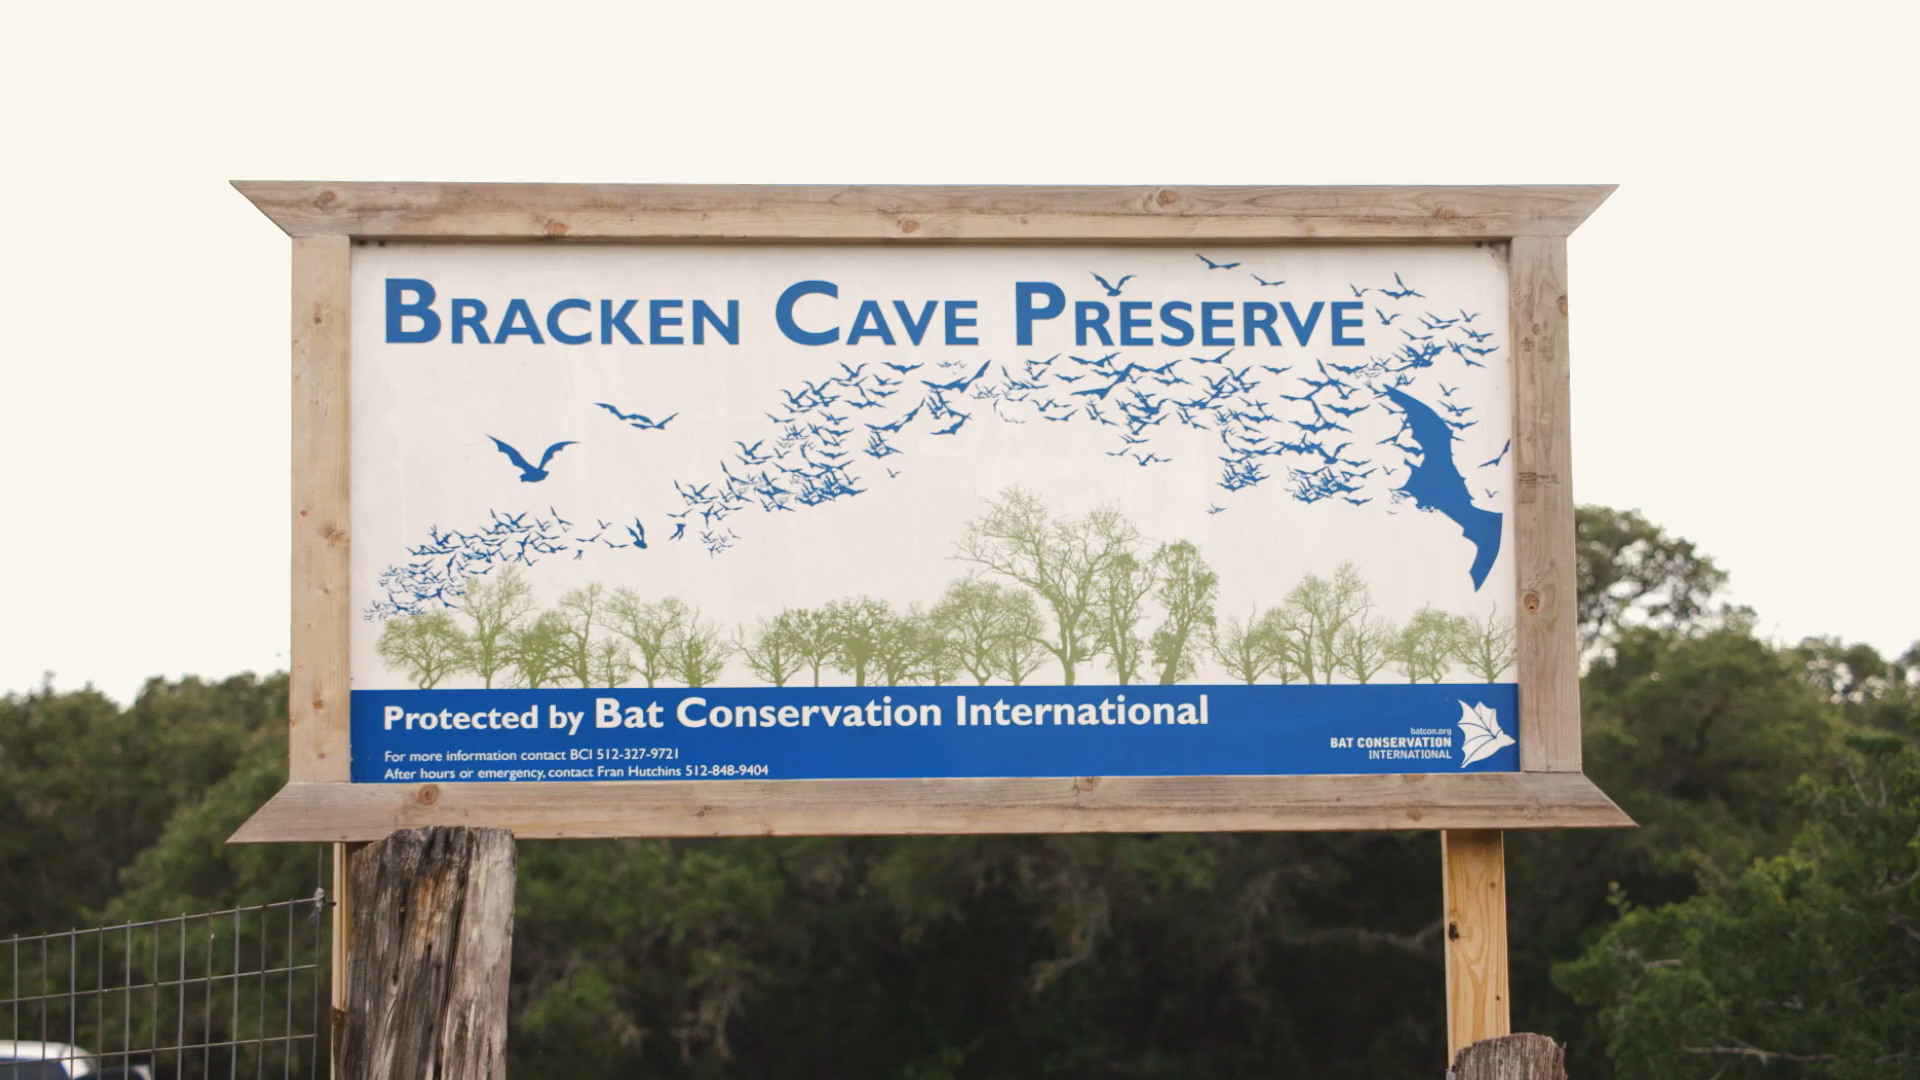 BRACKEN CAVE PRESERVE
Protected by Bat Conservation International
For more information contact BCI 512-327-9721
After hours or emergency, contact Fran Hutchins 512-848-9404
batcon.org
BAT CONSERVATION
INTERNATIONAL